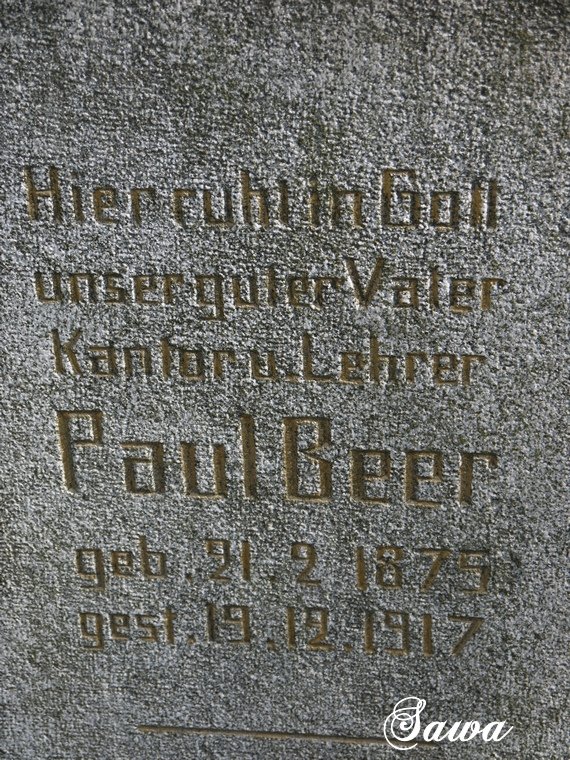 Hier ruht in Gott
unser guter Vater
Kantor u. Lehrer
Paul Beer
geb. 21. 2 1875
gest. 19. 12. 1917
Sawa